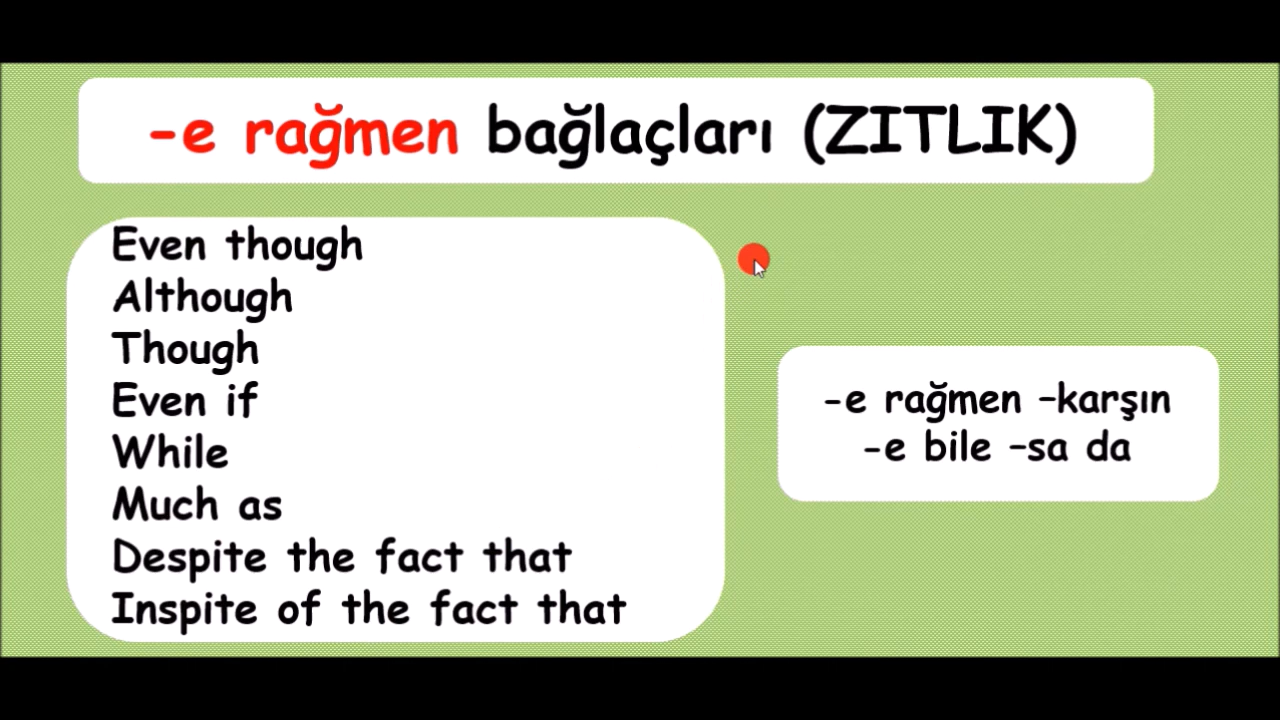 -e rağmen bağlaçları (ZITLIK)
Even though
Although
Though
Even if
While
Much as
Despite the fact that
Inspite of the fact that
-e rağmen –karşın
-e bile –sa da